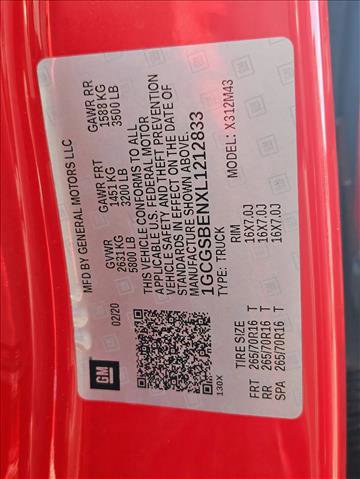 MFD BY GENERAL MOTORS LLC
02/20 GVWR GAWR FRT GAWR RR
2631 KG 1451 KG 1588 KG
5800 LB 3200 LB 3500 LB
THIS VEHICLE CONFORMS TO ALL
APPLICABLE U.S. FEDERAL MOTOR
VEHICLE SAFETY AND THEFT PREVENTION
STANDARDS IN EFFECT ON THE DATE OF
MANUFACTURE SHOWN ABOVE.
1GCGSBENXL1212833
TYPE: TRUCK MODEL: X312M43
GM
130X
TIRE SIZE RIM
FRT 265/70R16 T 16X7.0J
RR 265/70R16 T 16X7.0J
SPA 265/70R16 T 16X7.0J